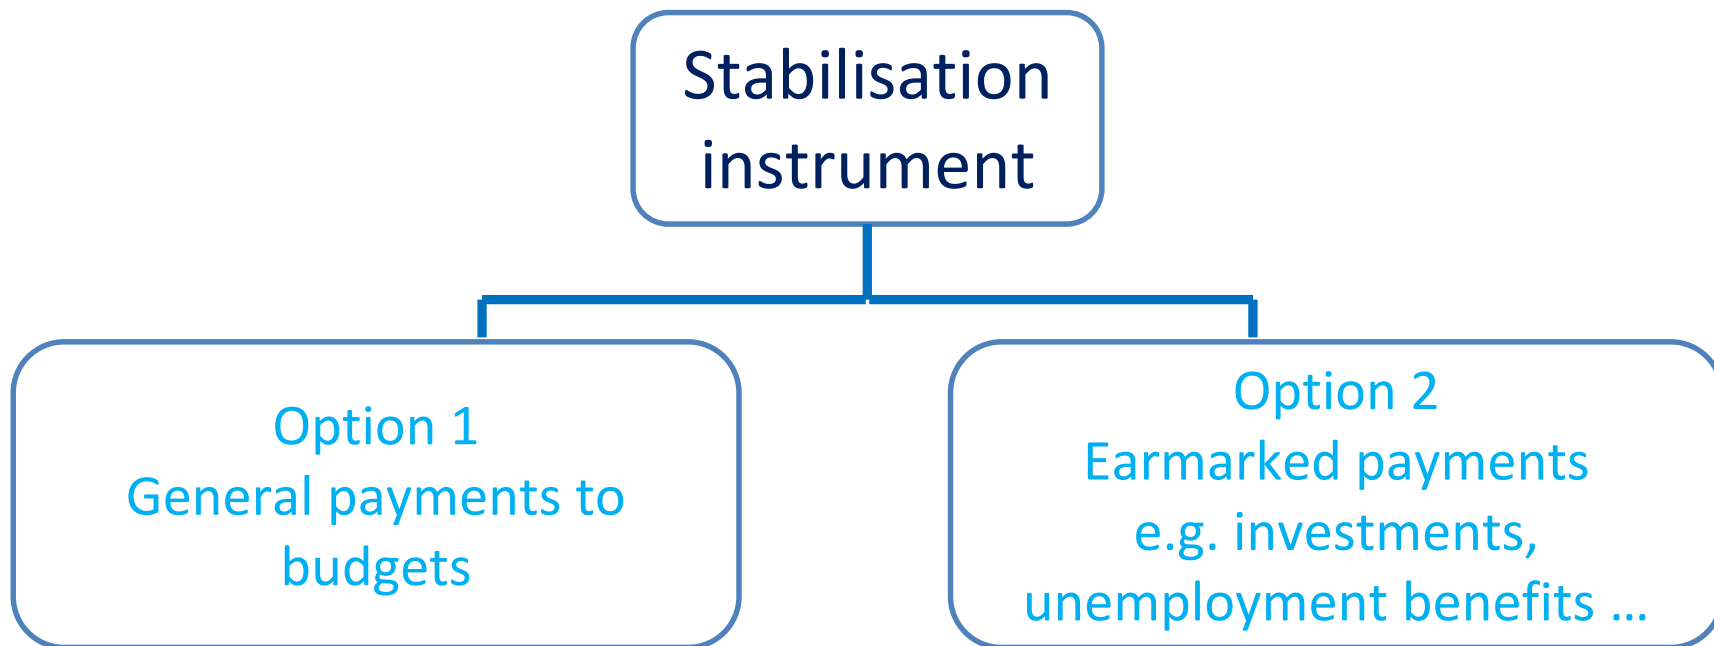 Stabilisation
instrument
Option 1
General payments to
budgets
Option 2
Earmarked payments
e.g. investments,
unemployment benefits ...